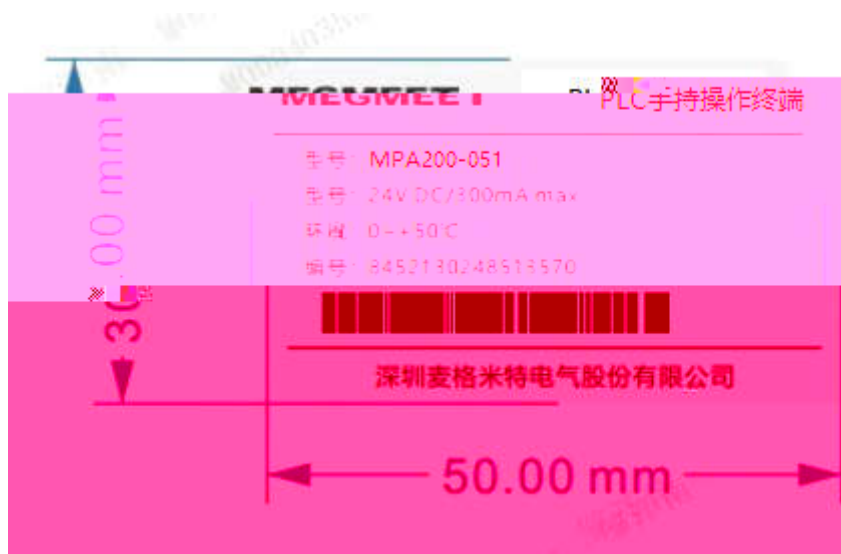 MEGMEET
PLC手持操作终端
型号: MPA200-051
型号: 24V DC/300mA max
环境: 0~+50℃
编号: 8452130248513570
深圳麦格米特电气股份有限公司
30.00 mm
50.00 mm